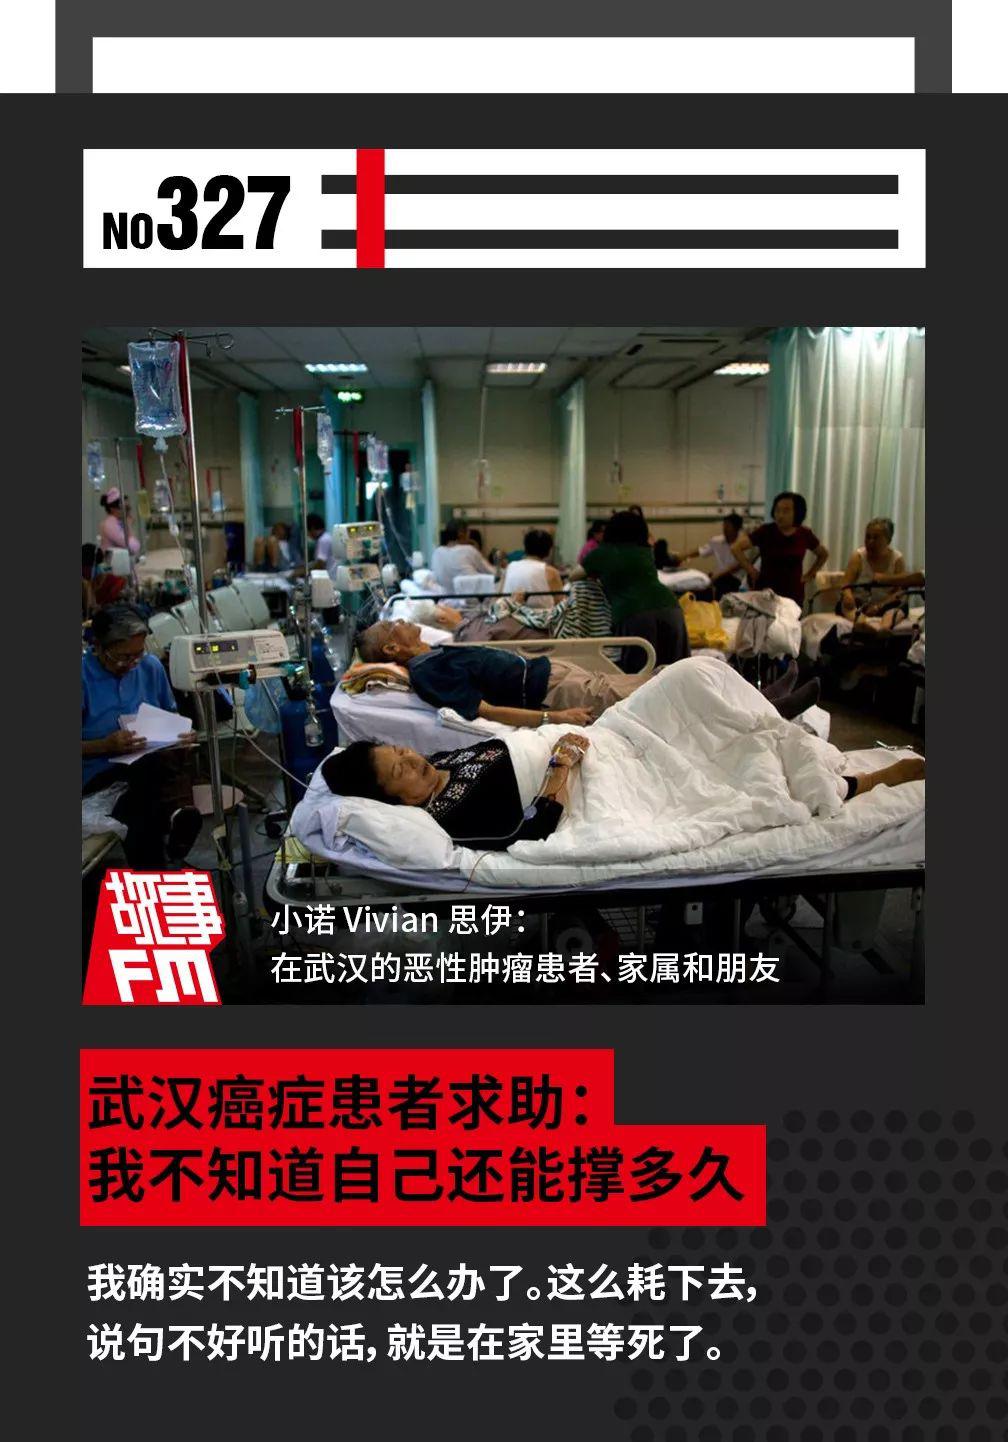 NO327
故事
FM
小诺 Vivian 思伊：
在武汉的恶性肿瘤患者、家属和朋友
武汉癌症患者求助：
我不知道自己还能撑多久
我确实不知道该怎么办了。这么耗下去，
说句不好听的话，就是在家里等死了。